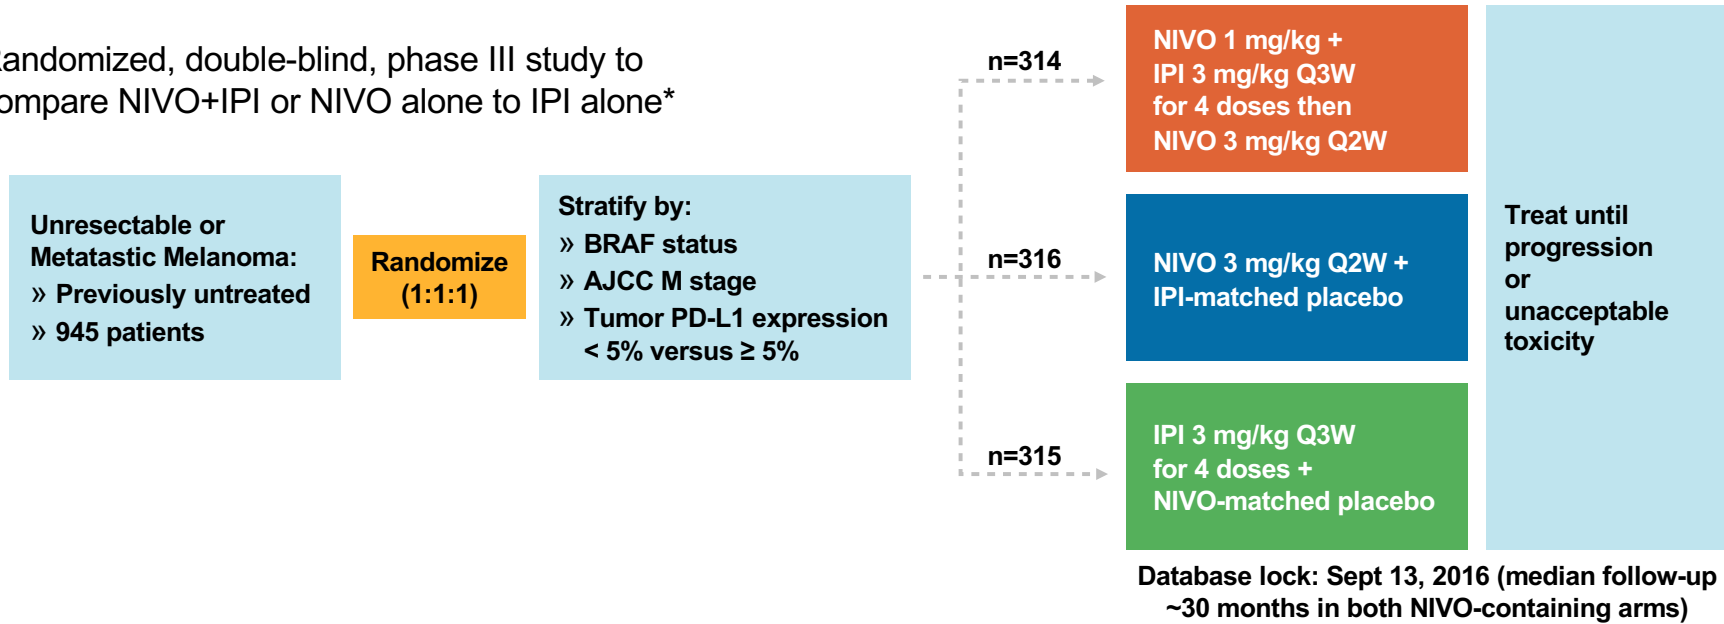 andomized, double-blind, phase III study to
ompare NIVO+IPI or NIVO alone to IPI alone*
Unresectable or
Metatastic Melanoma:
» Previously untreated
» 945 patients
Randomize
(1:1:1)
Stratify by:
» BRAF status
» AJCC M stage
» Tumor PD-L1 expression
< 5% versus ≥ 5%
n=314
n=316
n=315
NIVO 1 mg/kg +
IPI 3 mg/kg Q3W
for 4 doses then
NIVO 3 mg/kg Q2W
NIVO 3 mg/kg Q2W +
IPI-matched placebo
IPI 3 mg/kg Q3W
for 4 doses +
NIVO-matched placebo
Treat until
progression
or
unacceptable
toxicity
Database lock: Sept 13, 2016 (median follow-up
~30 months in both NIVO-containing arms)